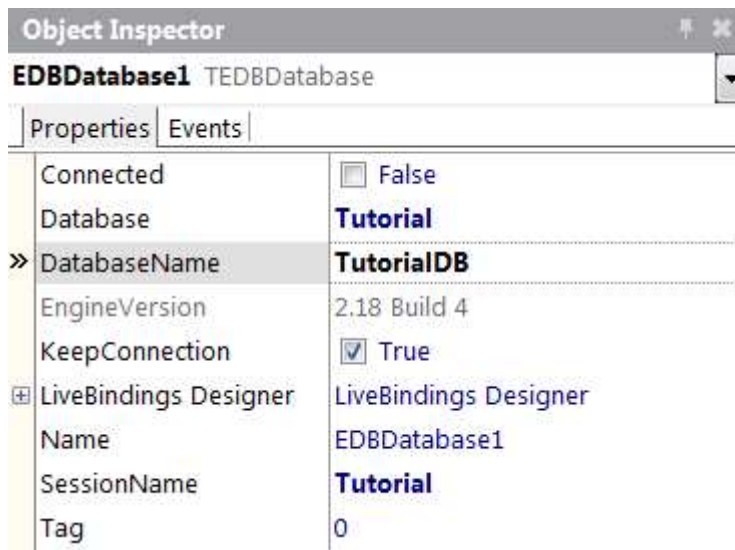 Object Inspector
EDBDatabase1 TEDBDatabase
Properties Events
Connected False
Database Tutorial
DatabaseName TutorialDB
EngineVersion 2.18 Build 4
KeepConnection True
LiveBindings Designer LiveBindings Designer
Name EDBDatabase1
SessionName Tutorial
Tag 0